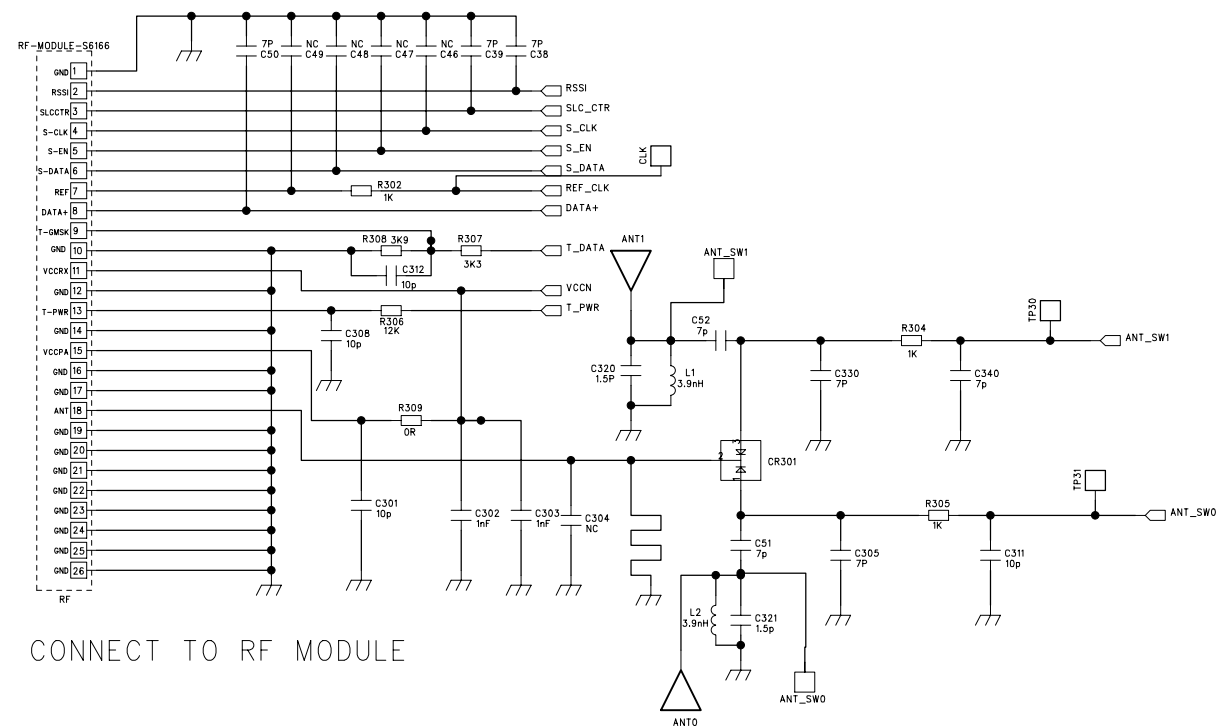 RF-MODULE-S6166
GND 1
RSSI 2
SLCCTR 3
S-CLK 4
S-EN 5
S-DATA 6
REF 7
DATA+ 8
T-GMSK 9
GND 10
VCCRX 11
GND 12
T-PWR 13
GND 14
VCCPA 15
GND 16
GND 17
ANT 18
GND 19
GND 20
GND 21
GND 22
GND 23
GND 24
GND 25
GND 26
RF
7P
C50
NC
C49
NC
C48
NC
C47
NC
C46
7P
C39
7P
C38
RSSI
SLC_CTR
S_CLK
S_EN
S_DATA
REF_CLK
DATA+
CLK
R302
1K
R308 3K9
C312
10p
R307
3K3
T_DATA
VCCN
T_PWR
R306
12K
C308
10p
R309
0R
C301
10p
C302
1nF
C303
1nF
C304
NC
ANT1
ANT_SW1
C52
7p
C320
1.5P
L1
3.9nH
R304
1K
TP30
ANT_SW1
C330
7P
C340
7p
2
3
1
CR301
R305
1K
TP31
ANT_SW0
C51
7p
C305
7P
C311
10p
L2
3.9nH
C321
1.5p
ANT_SW0
ANT0
CONNECT TO RF MODULE